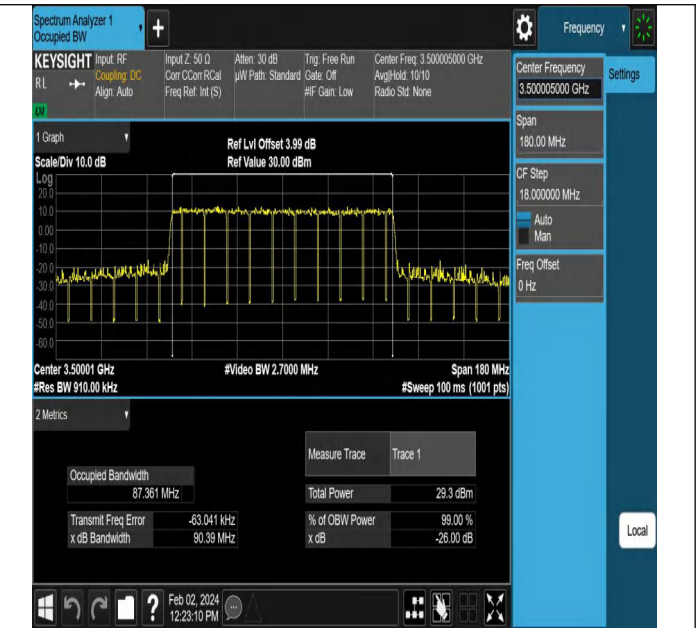 Spectrum Analyzer 1
Occupied BW
+
Frequency
KEYSIGHT
RL
Input: RF
Coupling: DC
Align: Auto
Input Z: 50 Ω
Corr CCorr RCal
Freq Ref: Int (S)
Atten: 30 dB
µW Path: Standard
Trig: Free Run
Gate: Off
#IF Gain: Low
Center Freq: 3.500005000 GHz
Avg|Hold: 10/10
Radio Std: None
Center Frequency
3.500005000 GHz
Settings
Span
180.00 MHz
CF Step
18.000000 MHz
Auto
Man
Freq Offset
0 Hz
1 Graph
Scale/Div 10.0 dB
Ref Lvl Offset 3.99 dB
Ref Value 30.00 dBm
Log
20.0
10.0
0.00
-10.0
-20.0
-30.0
-40.0
-50.0
-60.0
Center 3.50001 GHz
#Video BW 2.7000 MHz
Span 180 MHz
#Res BW 910.00 kHz
#Sweep 100 ms (1001 pts)
2 Metrics
Measure Trace
Trace 1
Occupied Bandwidth
87.361 MHz
Total Power
29.3 dBm
Transmit Freq Error
-63.041 kHz
% of OBW Power
99.00 %
x dB Bandwidth
90.39 MHz
x dB
-26.00 dB
Local
?
Feb 02, 2024
12:23:10 PM